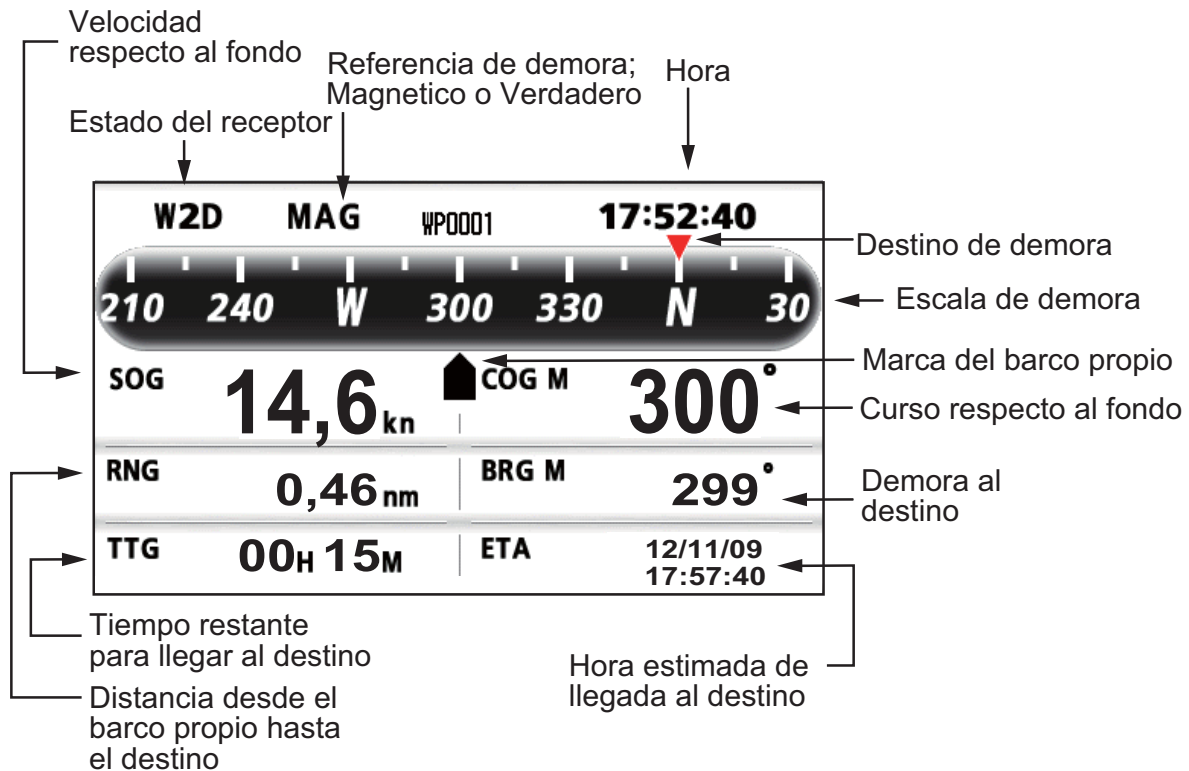 Velocidad
respecto al fondo
Referencia de demora;
Magnetico o Verdadero
Hora
Estado del receptor
W2D MAG WP0001 17:52:40
Destino de demora
210 240 W 300 330 N 30
Escala de demora
Marca del barco propio
SOG 14,6 kn COG M 300°
Curso respecto al fondo
RNG 0,46 nm BRG M 299°
Demora al
destino
TTG 00H 15M ETA 12/11/09
17:57:40
Tiempo restante
para llegar al destino
Hora estimada de
llegada al destino
Distancia desde el
barco propio hasta
el destino